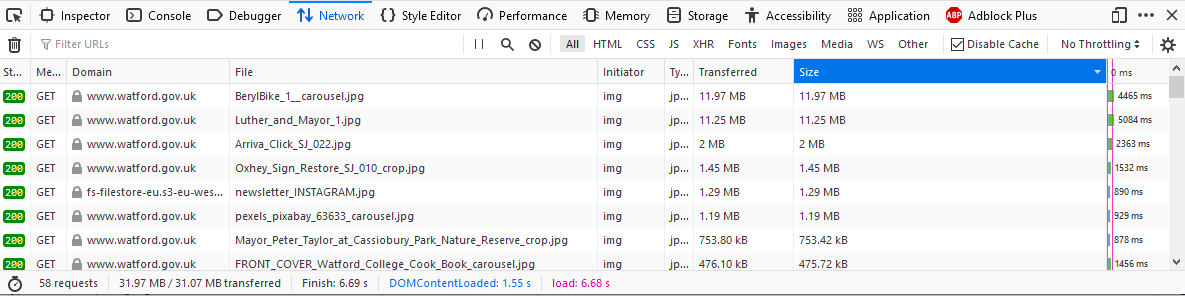 Inspector Console Debugger Network Style Editor Performance Memory Storage Accessibility Application ABP Adblock Plus
Filter URLs All HTML CSS JS XHR Fonts Images Media WS Other Disable Cache No Throttling
St... Me... Domain File Initiator Ty... Transferred Size 0 ms
200 GET www.watford.gov.uk BerylBike_1__carousel.jpg img jp... 11.97 MB 11.97 MB 4465 ms
200 GET www.watford.gov.uk Luther_and_Mayor_1.jpg img jp... 11.25 MB 11.25 MB 5084 ms
200 GET www.watford.gov.uk Arriva_Click_SJ_022.jpg img jp... 2 MB 2 MB 2363 ms
200 GET www.watford.gov.uk Oxhey_Sign_Restore_SJ_010_crop.jpg img jp... 1.45 MB 1.45 MB 1532 ms
200 GET fs-filestore-eu.s3-eu-wes... newsletter_INSTAGRAM.jpg img jp... 1.29 MB 1.29 MB 890 ms
200 GET www.watford.gov.uk pexels_pixabay_63633_carousel.jpg img jp... 1.19 MB 1.19 MB 929 ms
200 GET www.watford.gov.uk Mayor_Peter_Taylor_at_Cassiobury_Park_Nature_Reserve_crop.jpg img jp... 753.80 kB 753.42 kB 878 ms
200 GET www.watford.gov.uk FRONT_COVER_Watford_College_Cook_Book_carousel.jpg img jp... 476.10 kB 475.72 kB 1456 ms
58 requests 31.97 MB / 31.07 MB transferred Finish: 6.69 s DOMContentLoaded: 1.55 s load: 6.68 s